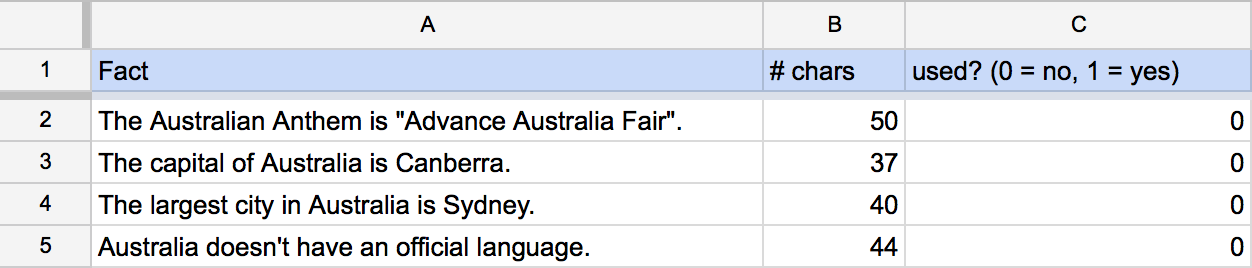 A B C
1 Fact # chars used? (0 = no, 1 = yes)
2 The Australian Anthem is "Advance Australia Fair". 50 0
3 The capital of Australia is Canberra. 37 0
4 The largest city in Australia is Sydney. 40 0
5 Australia doesn't have an official language. 44 0